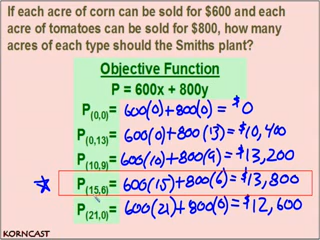 If each acre of corn can be sold for $600 and each
acre of tomatoes can be sold for $800, how many
acres of each type should the Smiths plant?
Objective Function
P = 600x + 800y
P(0,0)= 600(0)+800(0)= $0
P(0,13)= 600(0)+800(13)= $10,400
P(10,9)= 600(10)+800(9)= $13,200
P(15,6)= 600(15)+800(6)= $13,800
P(21,0)= 600(21)+800(0)= $12,600
KORNCAST